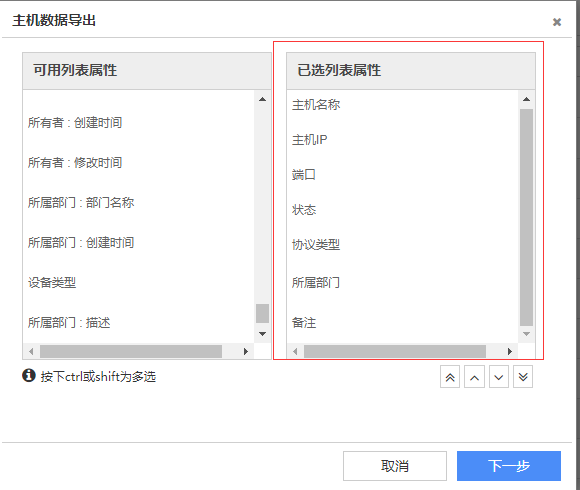 主机数据导出
可用列表属性
所有者 : 创建时间
所有者 : 修改时间
所属部门 : 部门名称
所属部门 : 创建时间
设备类型
所属部门 : 描述
已选列表属性
主机名称
主机IP
端口
状态
协议类型
所属部门
备注
按下ctrl或shift为多选
取消
下一步